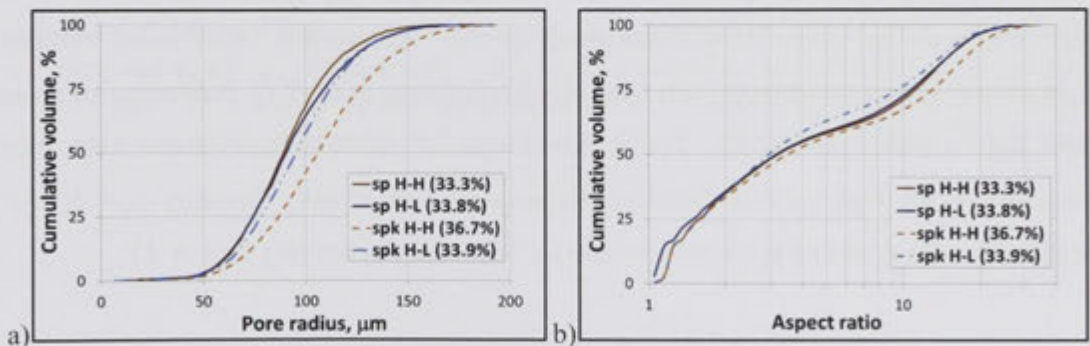 100
75
50
25
0
Cumulative volume, %
sp H-H (33.3%)
sp H-L (33.8%)
spk H-H (36.7%)
spk H-L (33.9%)
0 50 100 150 200
Pore radius, μm
a)
100
75
50
25
0
Cumulative volume, %
sp H-H (33.3%)
sp H-L (33.8%)
spk H-H (36.7%)
spk H-L (33.9%)
1 10
Aspect ratio
b)